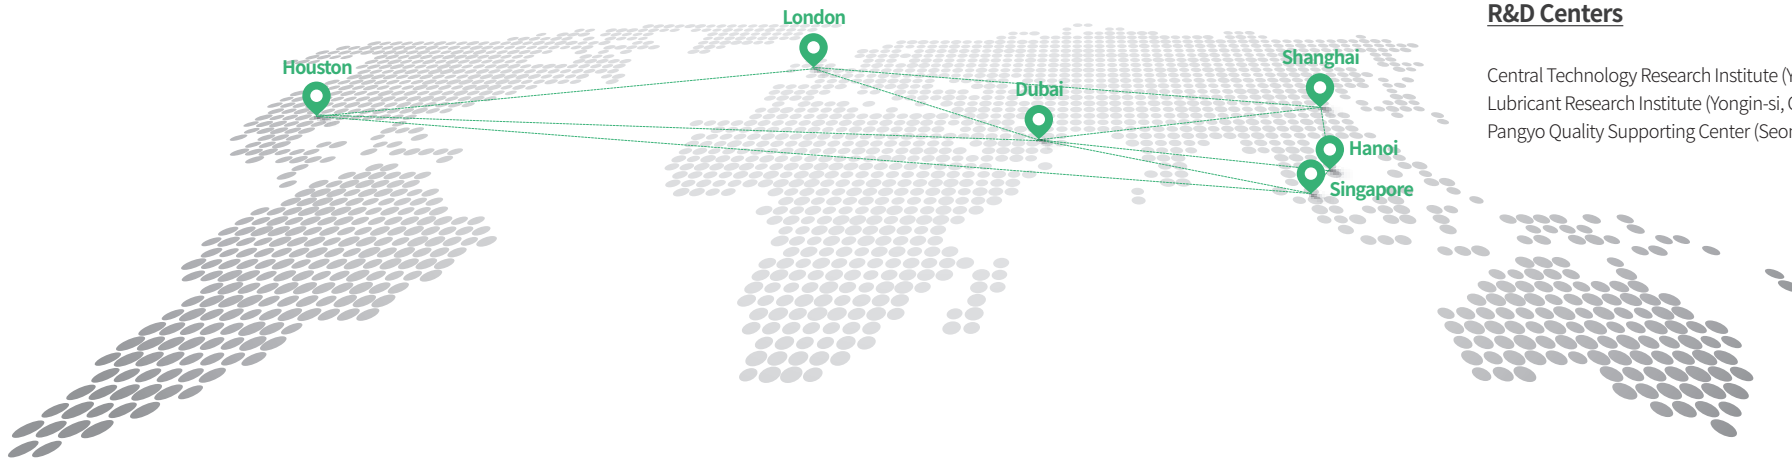 London
Houston
Shanghai
Dubai
Hanoi
Singapore
R&D Centers
Central Technology Research Institute
Lubricant Research Institute (Yongin-si,
Pangyo Quality Supporting Center